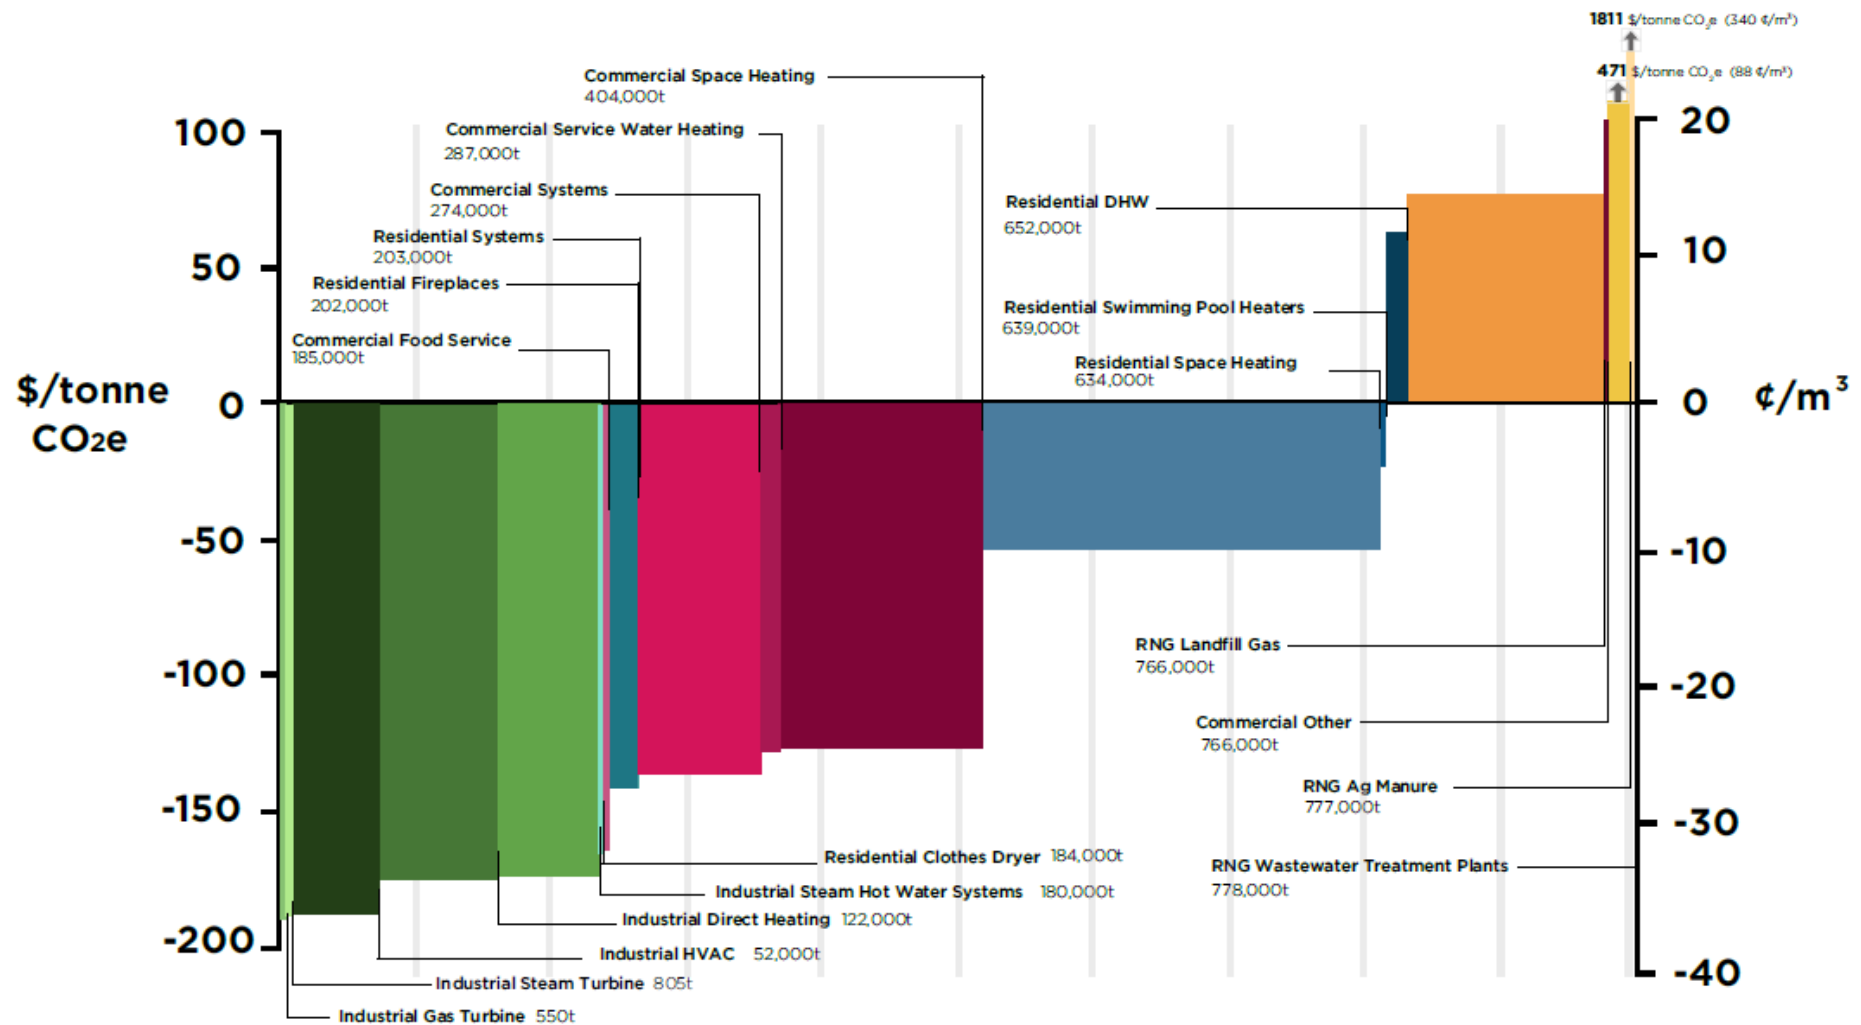 1811 $/tonne CO₂e (340 ¢/m³)
471 $/tonne CO₂e (88 ¢/m³)
Commercial Space Heating
404,000t
100
Commercial Service Water Heating
287,000t
20
Commercial Systems
274,000t
Residential DHW
652,000t
Residential Systems
203,000t
50
10
Residential Fireplaces
202,000t
Residential Swimming Pool Heaters
639,000t
Commercial Food Service
185,000t
Residential Space Heating
634,000t
$/tonne
CO2e
0
0
¢/m³
-50
-10
-100
-20
RNG Landfill Gas
766,000t
Commercial Other
766,000t
RNG Ag Manure
777,000t
-150
-30
Residential Clothes Dryer 184,000t
RNG Wastewater Treatment Plants
778,000t
Industrial Steam Hot Water Systems 180,000t
Industrial Direct Heating 122,000t
-200
Industrial HVAC 52,000t
-40
Industrial Steam Turbine 805t
Industrial Gas Turbine 550t